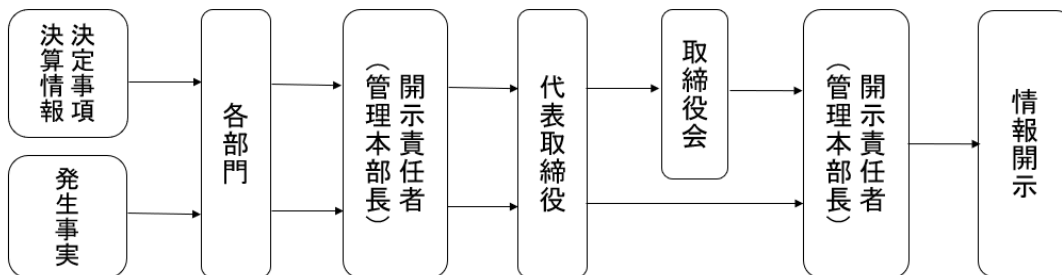 決定事項
決算情報
発生事実
各部門
開示責任者
（管理本部長）
代表取締役
取締役会
開示責任者
（管理本部長）
情報開示